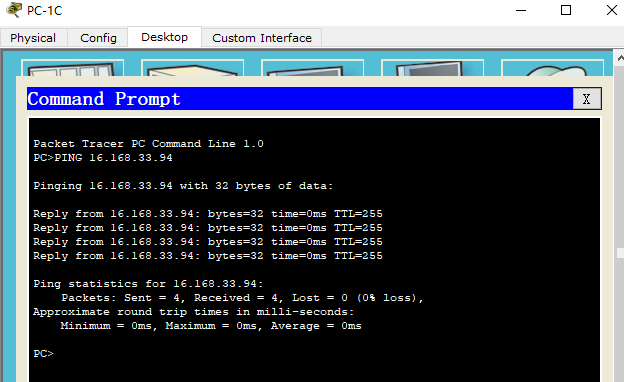 PC-1C
Physical Config Desktop Custom Interface
Command Prompt X
Packet Tracer PC Command Line 1.0
PC>PING 16.168.33.94
Pinging 16.168.33.94 with 32 bytes of data:
Reply from 16.168.33.94: bytes=32 time=0ms TTL=255
Reply from 16.168.33.94: bytes=32 time=0ms TTL=255
Reply from 16.168.33.94: bytes=32 time=0ms TTL=255
Reply from 16.168.33.94: bytes=32 time=0ms TTL=255
Ping statistics for 16.168.33.94:
Packets: Sent = 4, Received = 4, Lost = 0 (0% loss),
Approximate round trip times in milli-seconds:
Minimum = 0ms, Maximum = 0ms, Average = 0ms
PC>